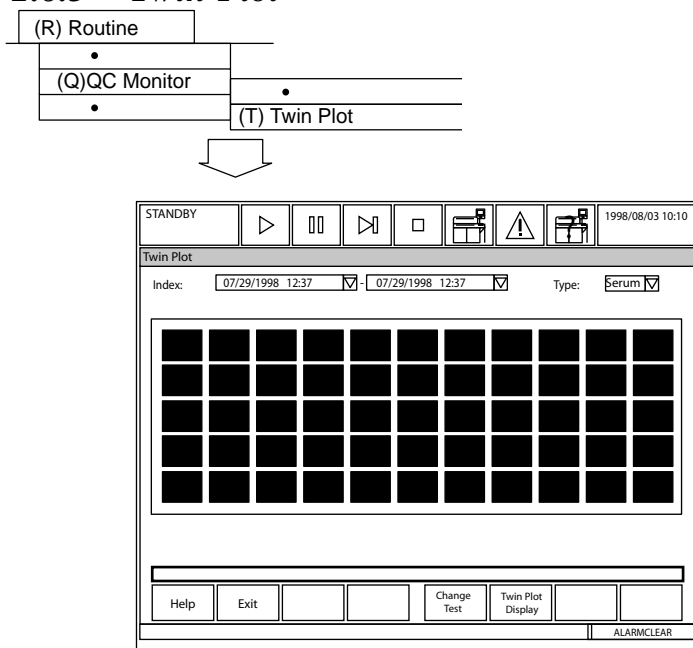 (R) Routine
(Q)QC Monitor
(T) Twin Plot
STANDBY
1998/08/03 10:10
Twin Plot
Index: 07/29/1998 12:37 - 07/29/1998 12:37 Type: Serum
Help Exit Change Test Twin Plot Display
ALARMCLEAR